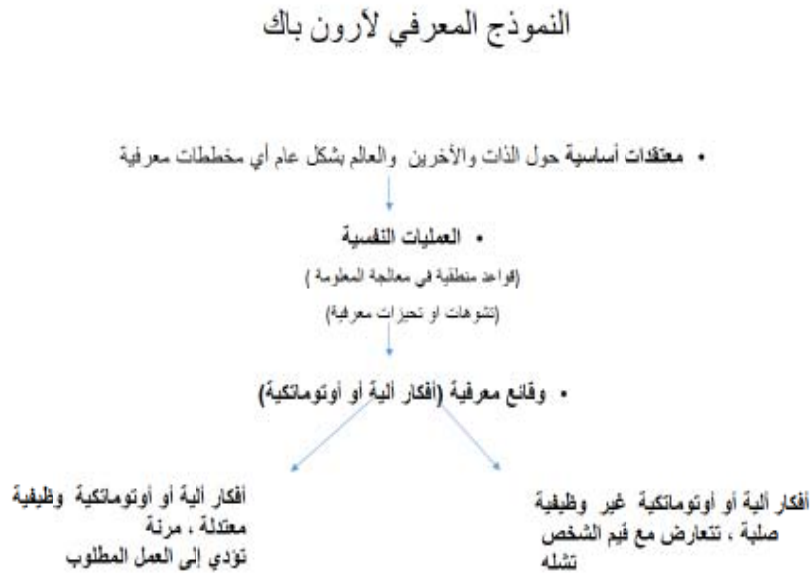 النموذج المعرفي لآرون باك
• معتقدات أساسية حول الذات والأخرين والعالم بشكل عام أي مخططات معرفية
• العمليات النفسية
(قواعد منطقية في معالجة المعلومة )
(تشوهات او تحيزات معرفية)
• وقائع معرفية (أفكار ألية أو أوتوماتكية)
أفكار ألية أو أوتوماتكية غير وظيفية
صلبة ، تتعارض مع قيم الشخص
تشله
أفكار ألية أو أوتوماتكية وظيفية
معتدلة ، مرنة
تؤدي إلى العمل المطلوب